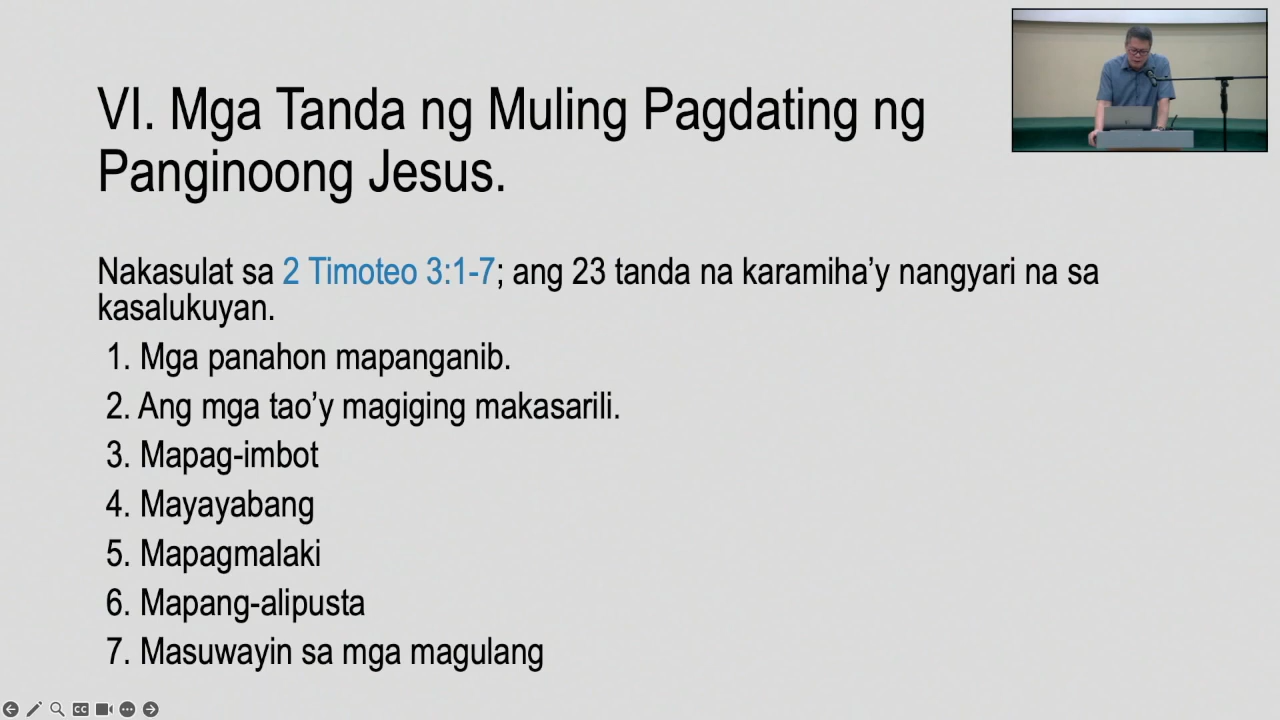 VI. Mga Tanda ng Muling Pagdating ng
Panginoong Jesus.
Nakasulat sa 2 Timoteo 3:1-7; ang 23 tanda na karamiha’y nangyari na sa
kasalukuyan.
1. Mga panahon mapanganib.
2. Ang mga tao’y magiging makasarili.
3. Mapag-imbot
4. Mayayabang
5. Mapagmalaki
6. Mapang-alipusta
7. Masuwayin sa mga magulang
CC